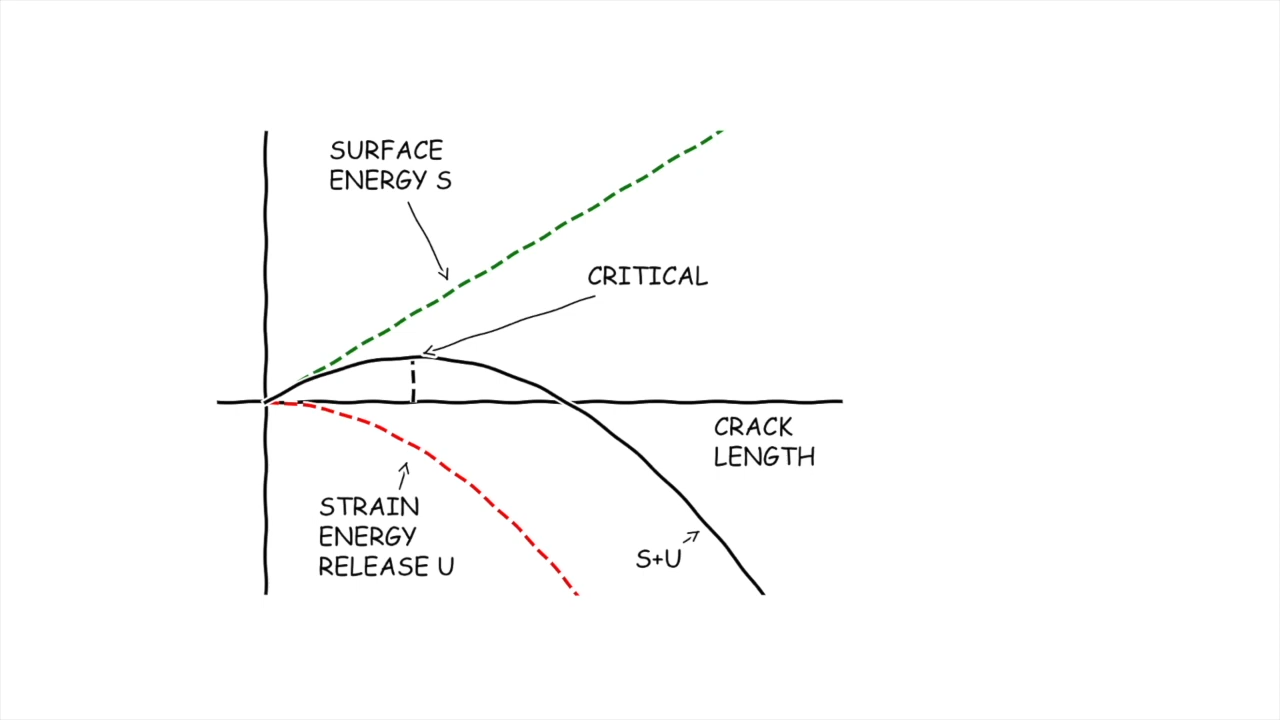 SURFACE
ENERGY S
CRITICAL
CRACK
LENGTH
STRAIN
ENERGY
RELEASE U
S+U